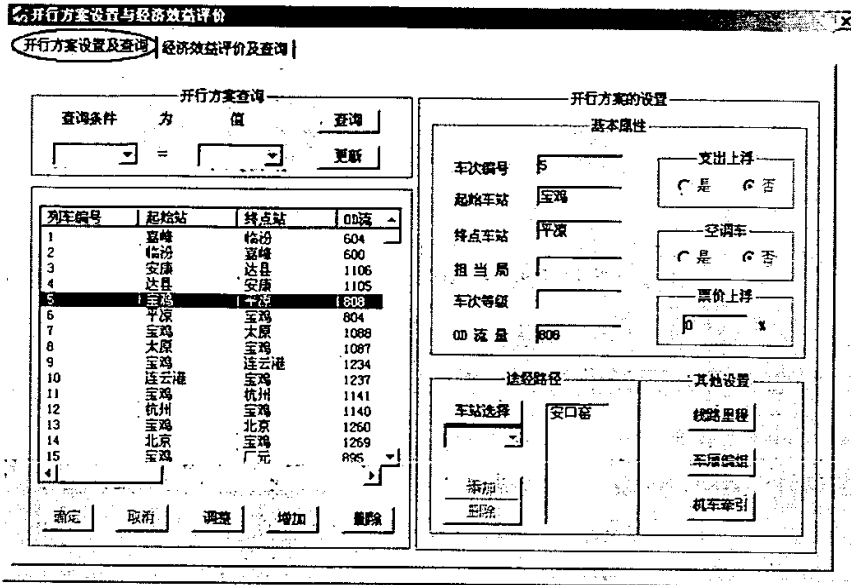 开行方案设置与经济效益评价
开行方案设置及查询 经济效益评价及查询
开行方案查询
查询条件 为 值 查询
= 更新
列车编号 起始站 终点站 OD流
1 嘉峰 临汾 604
2 临汾 嘉峰 600
3 安康 达县 1106
4 达县 安康 1105
5 宝鸡 平凉 808
6 平凉 宝鸡 804
7 宝鸡 太原 1088
8 太原 宝鸡 1087
9 宝鸡 连云港 1234
10 连云港 宝鸡 1237
11 宝鸡 杭州 1141
12 杭州 宝鸡 1140
13 宝鸡 北京 1260
14 北京 宝鸡 1269
15 宝鸡 广元 895
确定 取消 调整 增加 删除
开行方案的设置
基本属性
车次编号 5
起始车站 宝鸡
终点车站 平凉
担当局
车次等级
OD流量 808
支出上浮
是 否
空调车
是 否
票价上浮
0 %
途经路径
车站选择 安口窑
添加
删除
其他设置
线路里程
车底编组
机车牵引